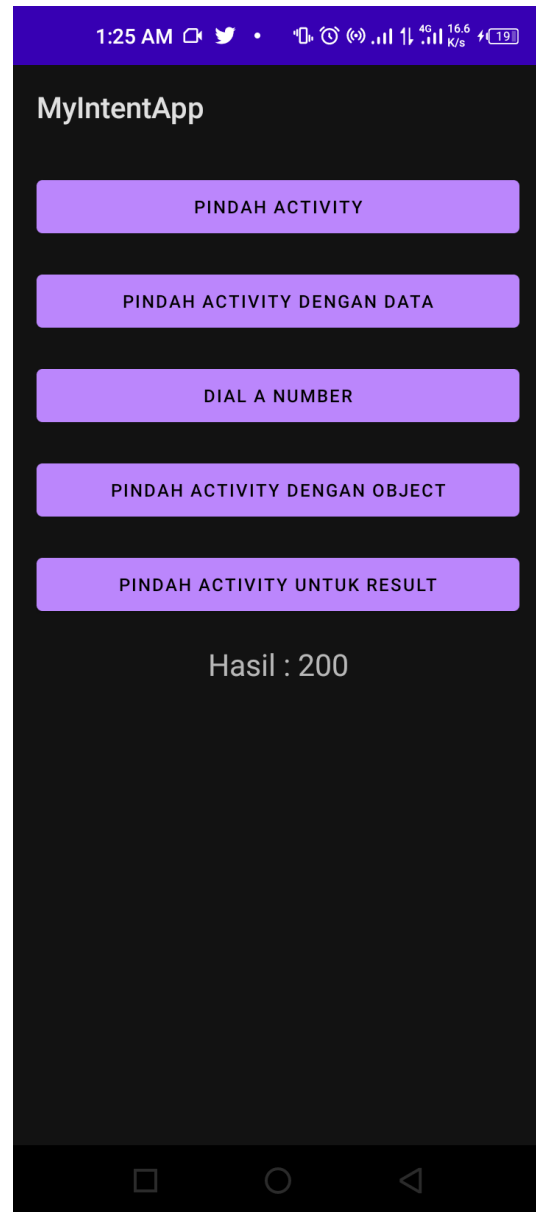 1:25 AM 4G 16.6 K/s 19
MyIntentApp
PINDAH ACTIVITY
PINDAH ACTIVITY DENGAN DATA
DIAL A NUMBER
PINDAH ACTIVITY DENGAN OBJECT
PINDAH ACTIVITY UNTUK RESULT
Hasil : 200